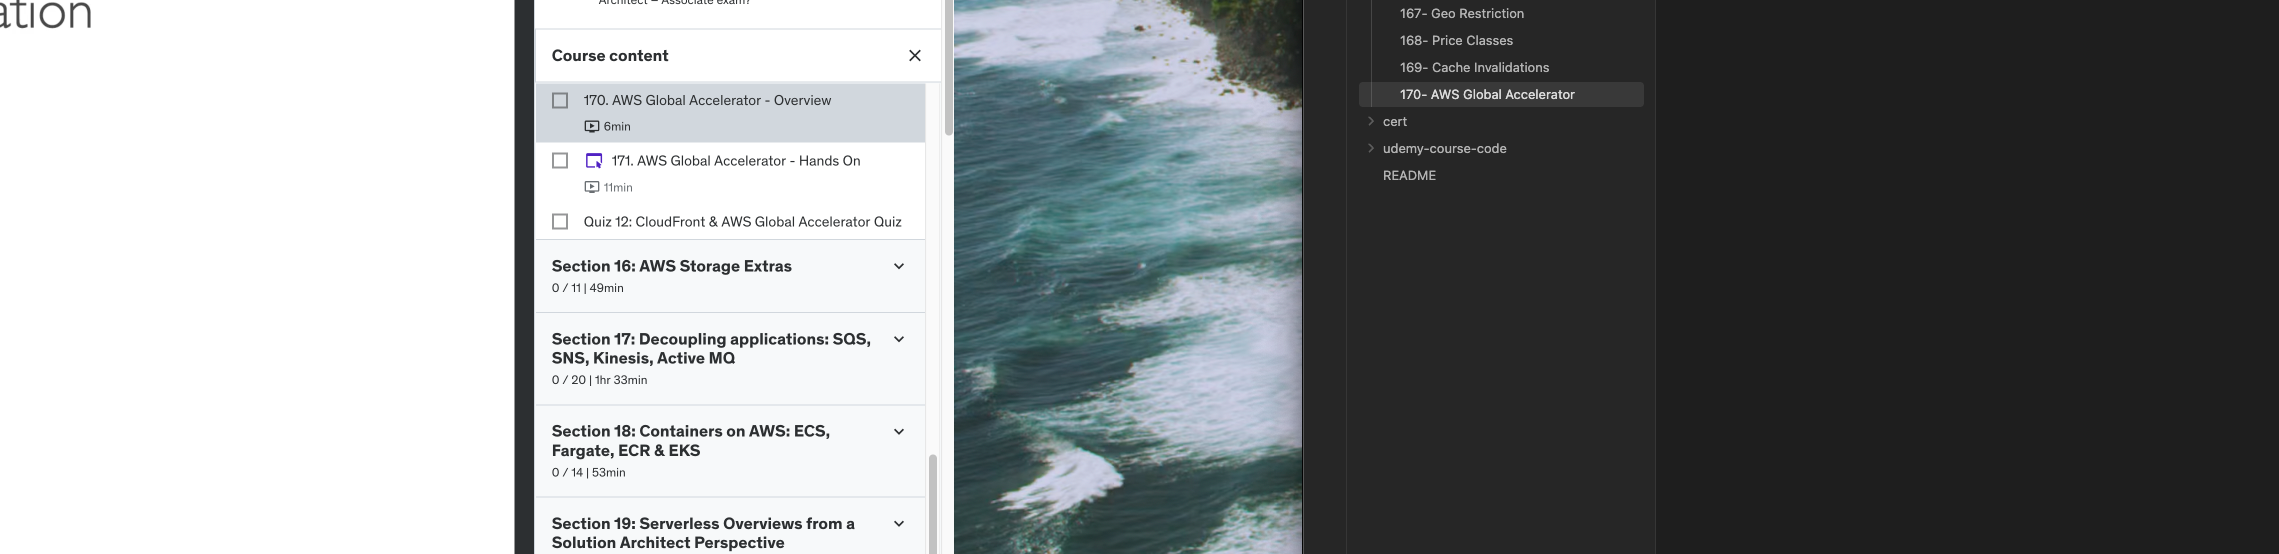 ation
Architect – Associate exam?
Course content
170. AWS Global Accelerator - Overview
6min
171. AWS Global Accelerator - Hands On
11min
Quiz 12: CloudFront & AWS Global Accelerator Quiz
Section 16: AWS Storage Extras
0 / 11 | 49min
Section 17: Decoupling applications: SQS,
SNS, Kinesis, Active MQ
0 / 20 | 1hr 33min
Section 18: Containers on AWS: ECS,
Fargate, ECR & EKS
0 / 14 | 53min
Section 19: Serverless Overviews from a
Solution Architect Perspective
167- Geo Restriction
168- Price Classes
169- Cache Invalidations
170- AWS Global Accelerator
cert
udemy-course-code
README